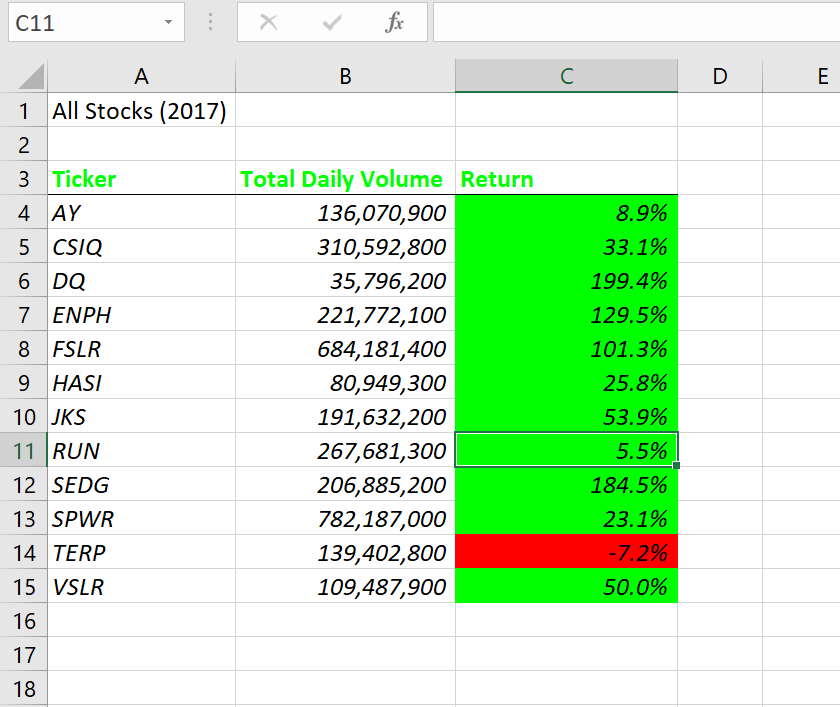 C11 fx
A B C D E
1 All Stocks (2017)
2
3 Ticker Total Daily Volume Return
4 AY 136,070,900 8.9%
5 CSIQ 310,592,800 33.1%
6 DQ 35,796,200 199.4%
7 ENPH 221,772,100 129.5%
8 FSLR 684,181,400 101.3%
9 HASI 80,949,300 25.8%
10 JKS 191,632,200 53.9%
11 RUN 267,681,300 5.5%
12 SEDG 206,885,200 184.5%
13 SPWR 782,187,000 23.1%
14 TERP 139,402,800 -7.2%
15 VSLR 109,487,900 50.0%
16
17
18